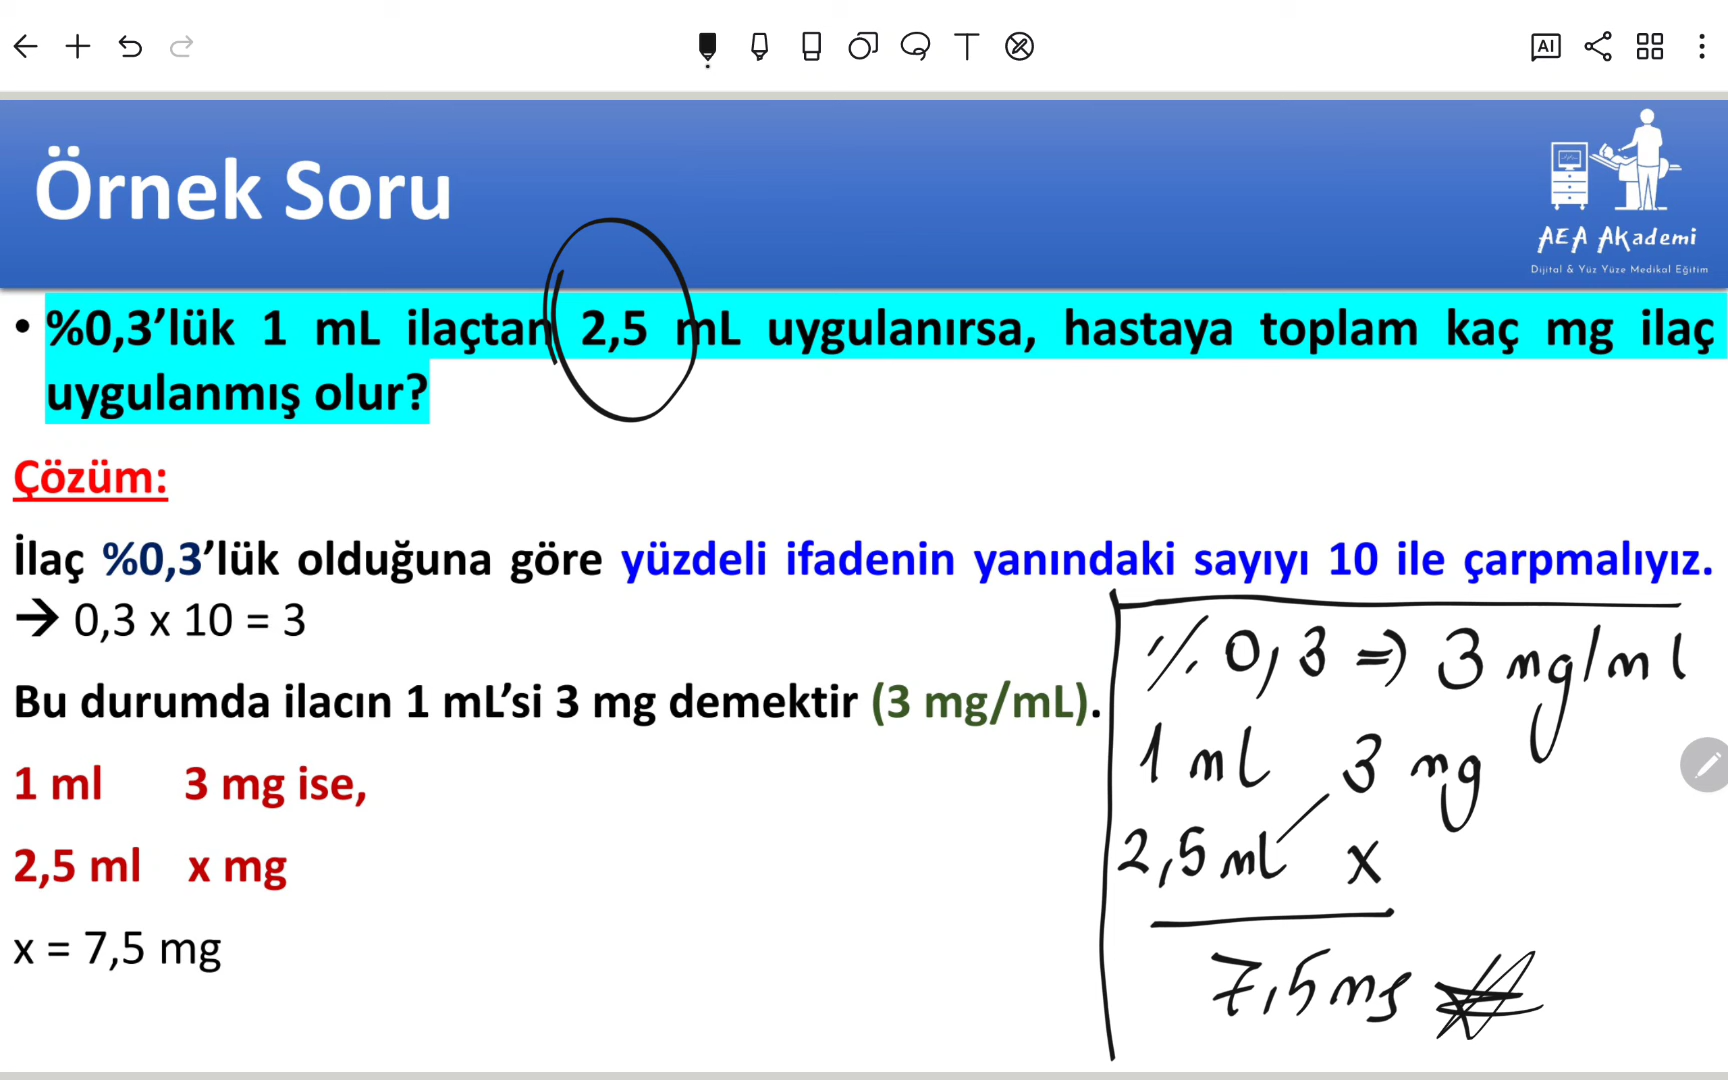 AI
Örnek Soru
AEA Akademi
Dijital & Yüz Yüze Medikal Eğitim
• %0,3’lük 1 mL ilaçtan 2,5 mL uygulanırsa, hastaya toplam kaç mg ilaç
uygulanmış olur?
Çözüm:
İlaç %0,3’lük olduğuna göre yüzdeli ifadenin yanındaki sayıyı 10 ile çarpmalıyız.
→ 0,3 x 10 = 3
Bu durumda ilacın 1 mL’si 3 mg demektir (3 mg/mL).
1 ml 3 mg ise,
2,5 ml x mg
x = 7,5 mg
% 0,3 ⇒ 3 mg/ml
1 ml 3 mg
2,5 ml x
7,5 mg